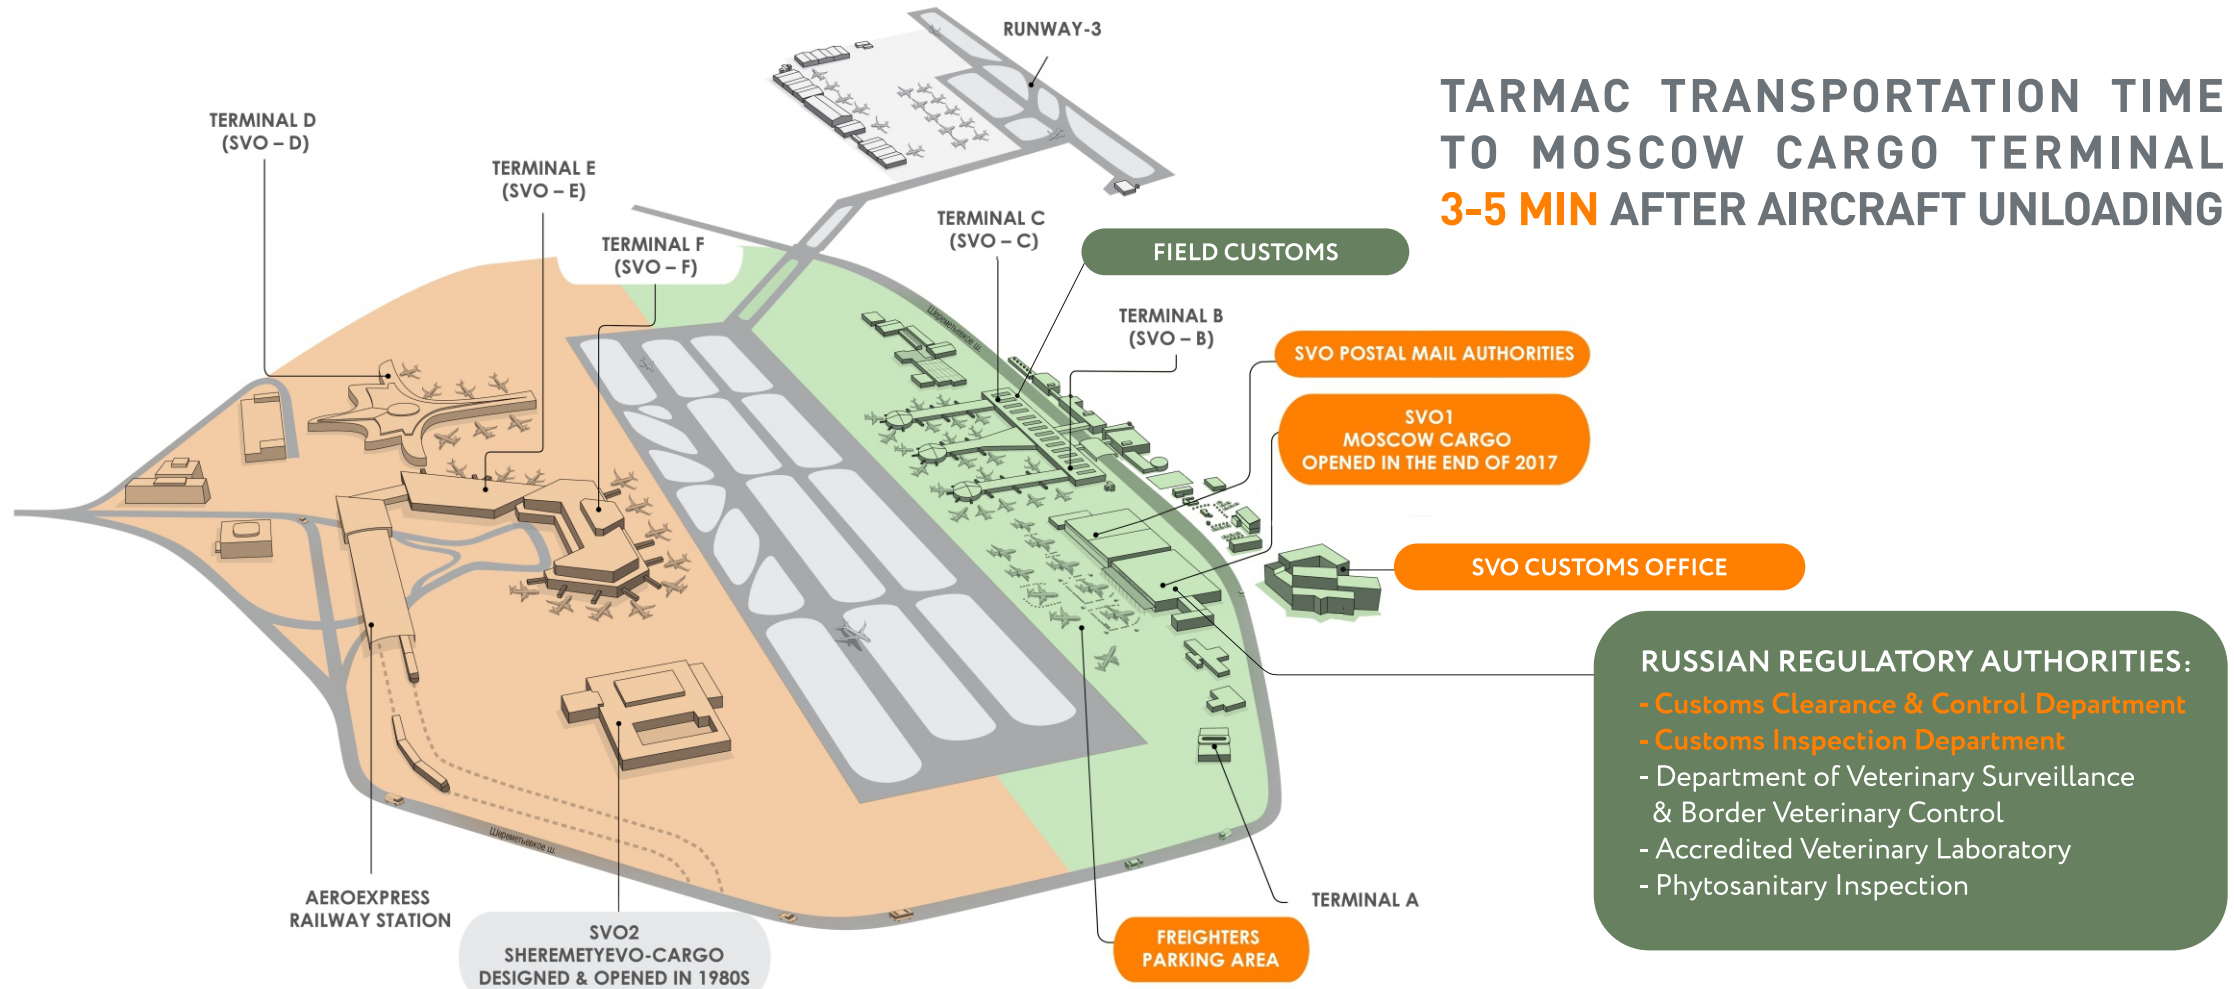 RUNWAY-3
TARMAC TRANSPORTATION TIME
TO MOSCOW CARGO TERMINAL
3-5 MIN AFTER AIRCRAFT UNLOADING
TERMINAL D
(SVO – D)
TERMINAL E
(SVO – E)
TERMINAL F
(SVO – F)
TERMINAL C
(SVO – C)
FIELD CUSTOMS
TERMINAL B
(SVO – B)
Шереметьевкое ш.
SVO POSTAL MAIL AUTHORITIES
SVO1
MOSCOW CARGO
OPENED IN THE END OF 2017
SVO CUSTOMS OFFICE
RUSSIAN REGULATORY AUTHORITIES:
- Customs Clearance & Control Department
- Customs Inspection Department
- Department of Veterinary Surveillance
& Border Veterinary Control
- Accredited Veterinary Laboratory
- Phytosanitary Inspection
Шереметьевкое ш.
AEROEXPRESS
RAILWAY STATION
SVO2
SHEREMETYEVO-CARGO
DESIGNED & OPENED IN 1980S
TERMINAL A
FREIGHTERS
PARKING AREA